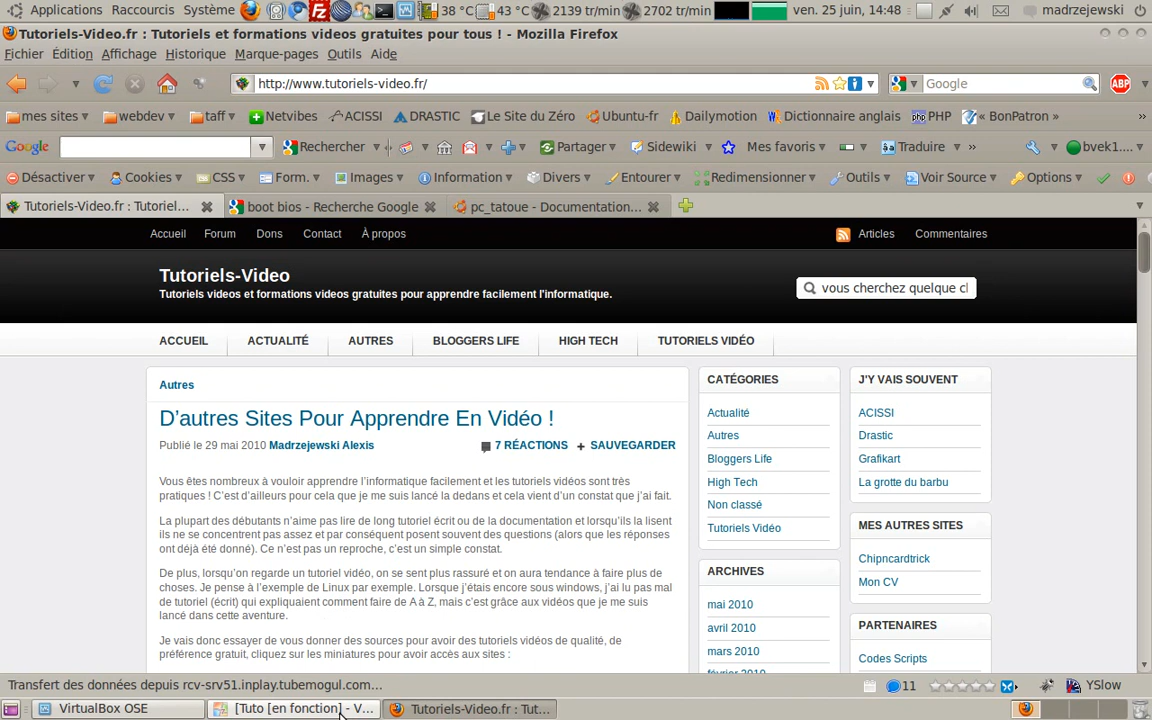 Applications Raccourcis Système 38 °C 43 °C 2139 tr/min 2702 tr/min ven. 25 juin, 14:48 madrzejewski
Tutoriels-Video.fr : Tutoriels et formations videos gratuites pour tous ! - Mozilla Firefox
Fichier Édition Affichage Historique Marque-pages Outils Aide
http://www.tutoriels-video.fr/ Google ABP
mes sites webdev taff Netvibes ACISSI DRASTIC Le Site du Zéro Ubuntu-fr Dailymotion Dictionnaire anglais php PHP « BonPatron » »
Google Rechercher Partager Sidewiki Mes favoris Traduire » bvek1....
Désactiver Cookies CSS Form. Images Information Divers Entourer Redimensionner Outils Voir Source Options
Tutoriels-Video.fr : Tutoriel... boot bios - Recherche Google pc_tatoue - Documentation...
Accueil Forum Dons Contact À propos Articles Commentaires
Tutoriels-Video
Tutoriels videos et formations videos gratuites pour apprendre facilement l'informatique.
vous cherchez quelque cl
ACCUEIL ACTUALITÉ AUTRES BLOGGERS LIFE HIGH TECH TUTORIELS VIDÉO
Autres
D'autres Sites Pour Apprendre En Vidéo !
Publié le 29 mai 2010 Madrzejewski Alexis 7 RÉACTIONS + SAUVEGARDER
Vous êtes nombreux à vouloir apprendre l'informatique facilement et les tutoriels vidéos sont très
pratiques ! C'est d'ailleurs pour cela que je me suis lancé la dedans et cela vient d'un constat que j'ai fait.
La plupart des débutants n'aime pas lire de long tutoriel écrit ou de la documentation et lorsqu'ils la lisent
ils ne se concentrent pas assez et par conséquent posent souvent des questions (alors que les réponses
ont déjà été donné). Ce n'est pas un reproche, c'est un simple constat.
De plus, lorsqu'on regarde un tutoriel vidéo, on se sent plus rassuré et on aura tendance à faire plus de
choses. Je pense à l'exemple de Linux par exemple. Lorsque j'étais encore sous windows, j'ai lu pas mal
de tutoriel (écrit) qui expliquaient comment faire de A à Z, mais c'est grâce aux vidéos que je me suis
lancé dans cette aventure.
Je vais donc essayer de vous donner des sources pour avoir des tutoriels vidéos de qualité, de
préférence gratuit, cliquez sur les miniatures pour avoir accès aux sites :
CATÉGORIES
Actualité
Autres
Bloggers Life
High Tech
Non classé
Tutoriels Vidéo
ARCHIVES
mai 2010
avril 2010
mars 2010
février 2010
J'Y VAIS SOUVENT
ACISSI
Drastic
Grafikart
La grotte du barbu
MES AUTRES SITES
Chipncardtrick
Mon CV
PARTENAIRES
Codes Scripts
Transfert des données depuis rcv-srv51.inplay.tubemogul.com... 11 YSlow
VirtualBox OSE [Tuto [en fonction] - V... Tutoriels-Video.fr : Tut...